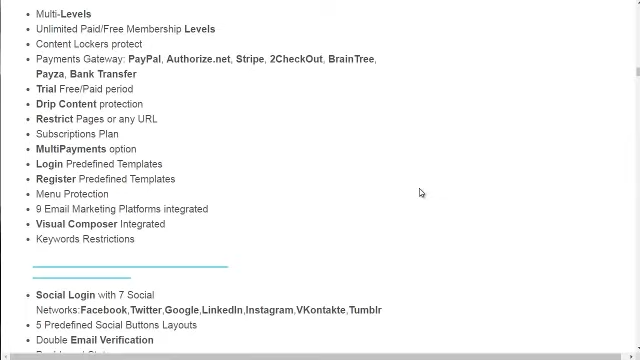 Multi-Levels
Unlimited Paid/Free Membership Levels
Content Lockers protect
Payments Gateway: PayPal, Authorize.net, Stripe, 2CheckOut, BrainTree,
Payza, Bank Transfer
Trial Free/Paid period
Drip Content protection
Restrict Pages or any URL
Subscriptions Plan
MultiPayments option
Login Predefined Templates
Register Predefined Templates
Menu Protection
9 Email Marketing Platforms integrated
Visual Composer Integrated
Keywords Restrictions
Social Login with 7 Social
Networks:Facebook,Twitter,Google,LinkedIn,Instagram,VKontakte,Tumblr
5 Predefined Social Buttons Layouts
Double Email Verification